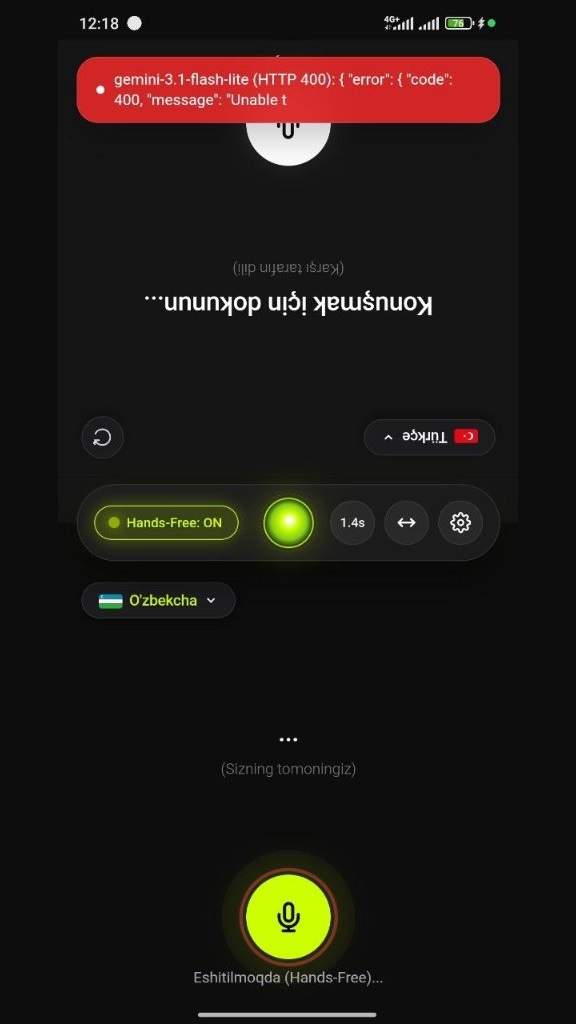 12:18
4G+
76
gemini-3.1-flash-lite (HTTP 400): { "error": { "code":
400, "message": "Unable t
(Karşı tarafın dili)
Konuşmak için dokunun...
Türkçe
Hands-Free: ON
1.4s
O'zbekcha
...
(Sizning tomoningiz)
Eshitilmoqda (Hands-Free)...